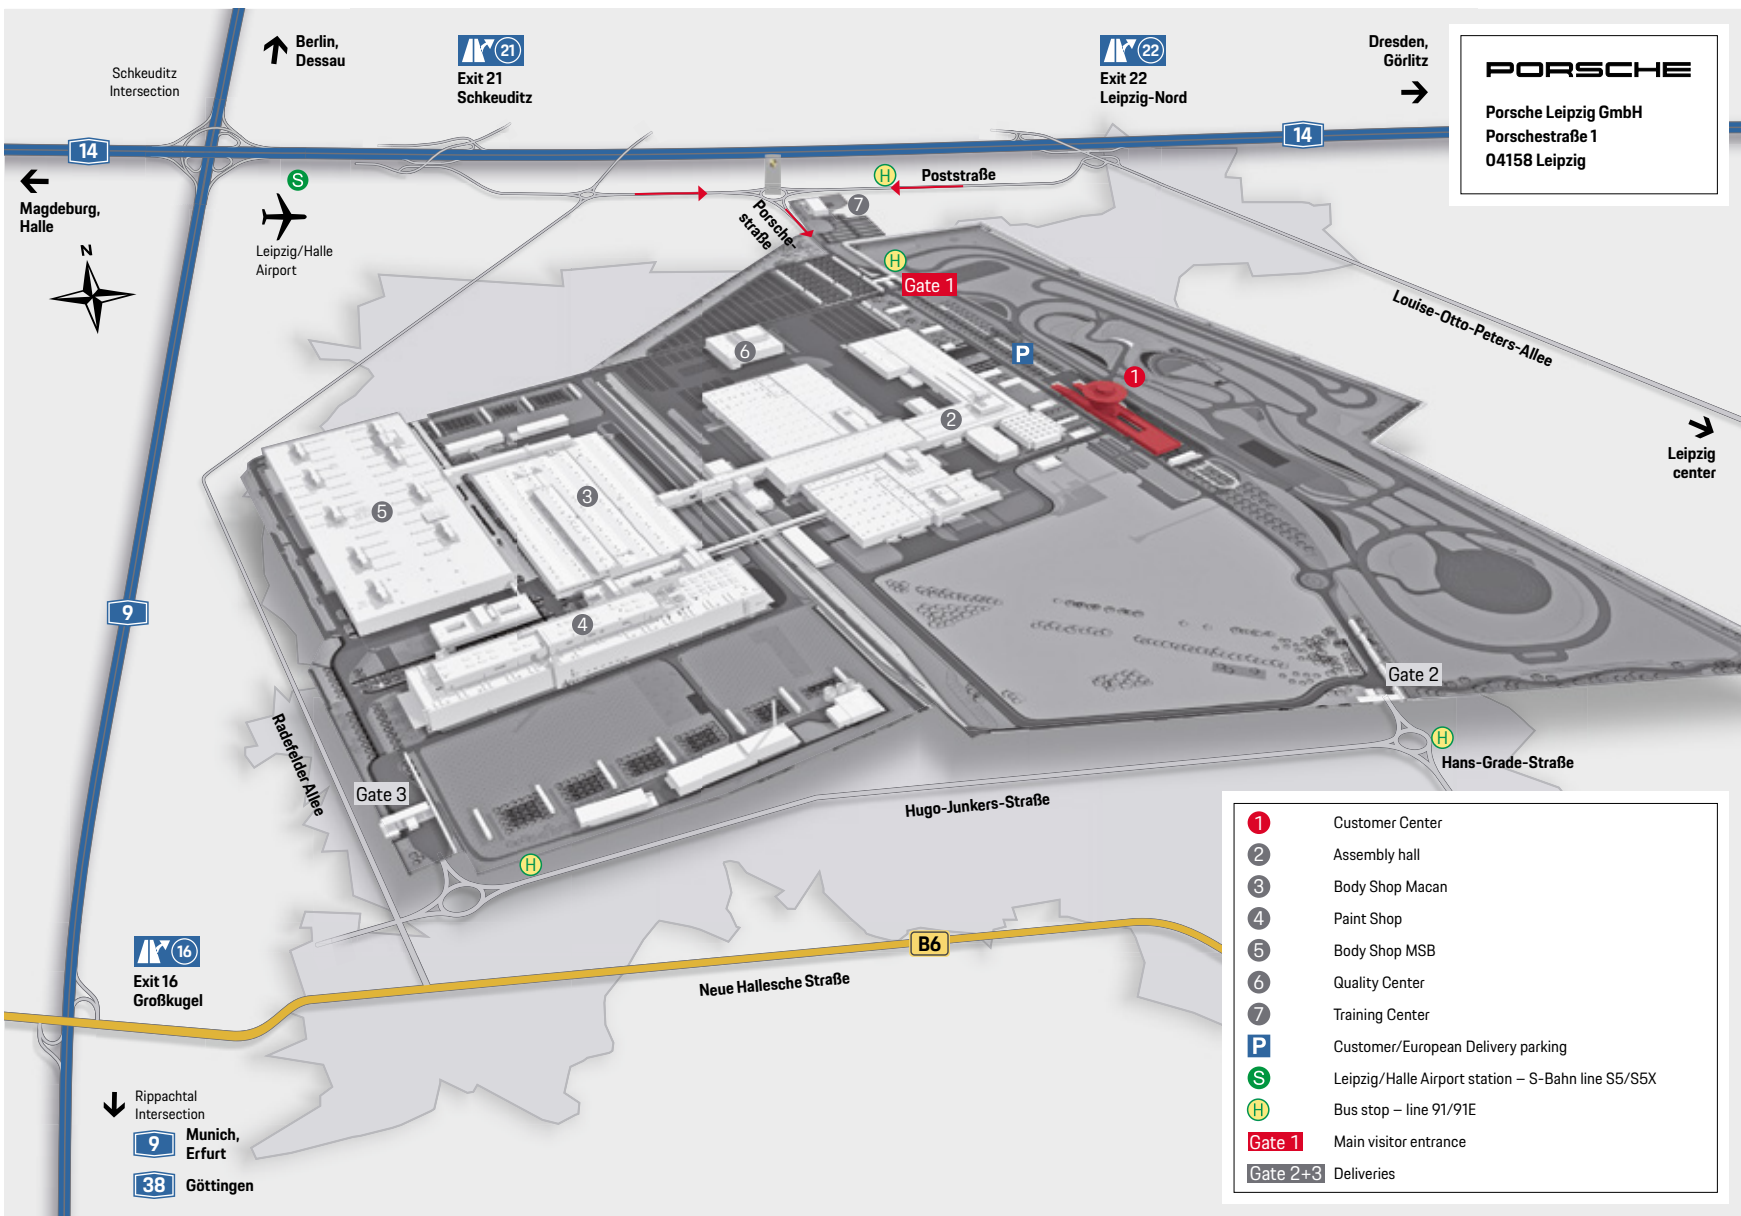 Schkeuditz
Intersection
Berlin,
Dessau
21
Exit 21
Schkeuditz
22
Exit 22
Leipzig-Nord
Dresden,
Görlitz
PORSCHE
Porsche Leipzig GmbH
Porschestraße 1
04158 Leipzig
14
14
Magdeburg,
Halle
N
S
Leipzig/Halle
Airport
H
Poststraße
Porsche-
straße
7
H
Gate 1
P
1
Louise-Otto-Peters-Allee
Leipzig
center
6
2
3
5
4
9
Gate 2
H
Hans-Grade-Straße
Radefelder Allee
Gate 3
Hugo-Junkers-Straße
H
B6
Neue Hallesche Straße
16
Exit 16
Großkugel
Rippachtal
Intersection
9 Munich,
Erfurt
38 Göttingen
1 Customer Center
2 Assembly hall
3 Body Shop Macan
4 Paint Shop
5 Body Shop MSB
6 Quality Center
7 Training Center
P Customer/European Delivery parking
S Leipzig/Halle Airport station – S-Bahn line S5/S5X
H Bus stop – line 91/91E
Gate 1 Main visitor entrance
Gate 2+3 Deliveries